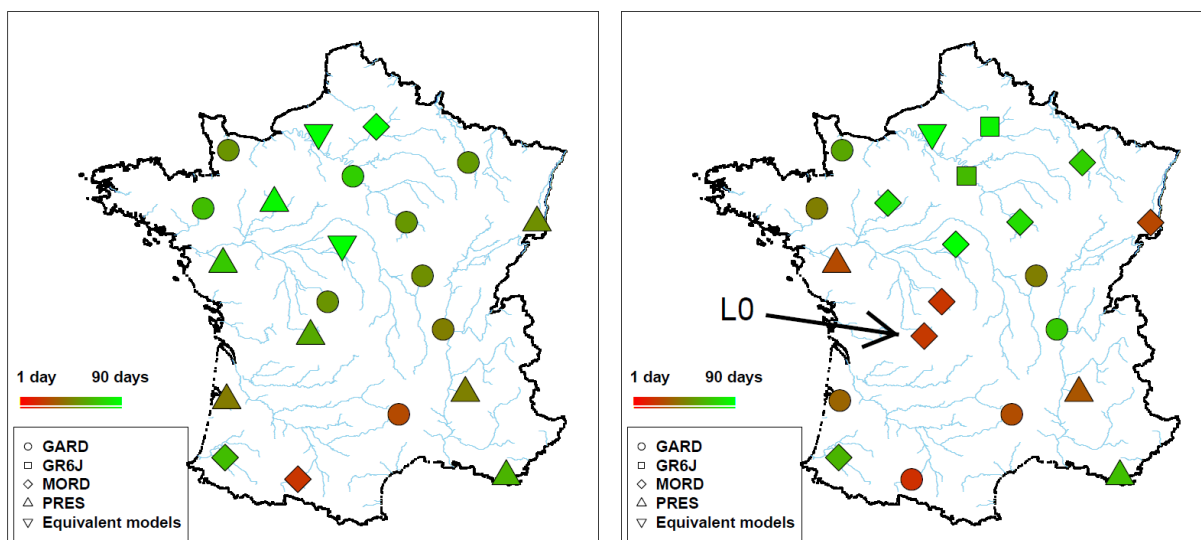 1 day 90 days
GARD
GR6J
MORD
PRES
Equivalent models
L0
1 day 90 days
GARD
GR6J
MORD
PRES
Equivalent models